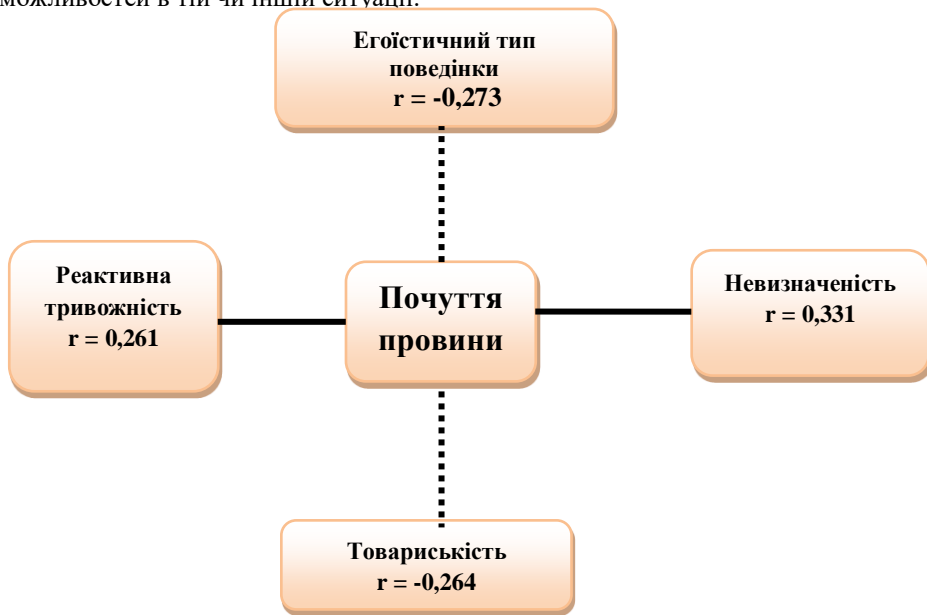 можливостей в тій чи іншій ситуації.
Егоїстичний тип
поведінки
r = -0,273
Реактивна
тривожність
r = 0,261
Почуття
провини
Невизначеність
r = 0,331
Товариськість
r = -0,264